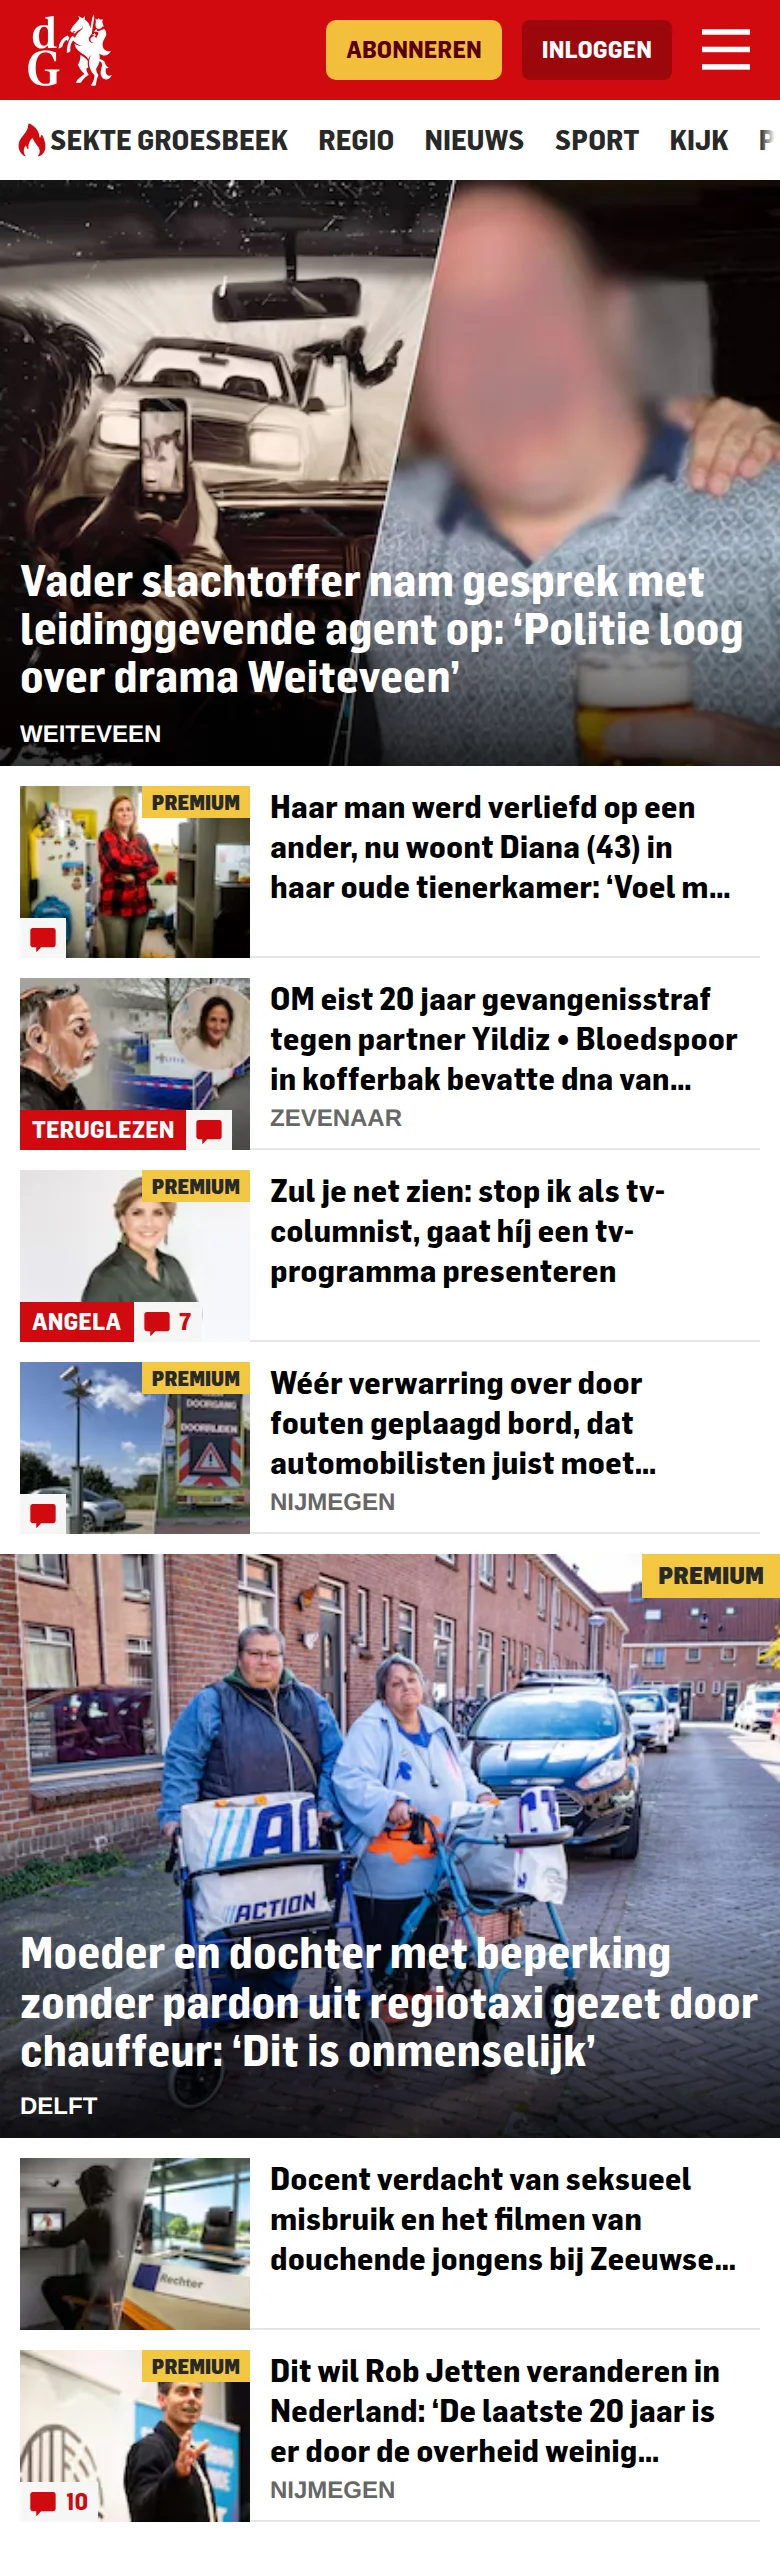 dG
ABONNEREN
INLOGGEN
SEKTE GROESBEEK REGIO NIEUWS SPORT KIJK P
Vader slachtoffer nam gesprek met
leidinggevende agent op: ‘Politie loog
over drama Weiteveen’
WEITEVEEN
PREMIUM
Haar man werd verliefd op een
ander, nu woont Diana (43) in
haar oude tienerkamer: ‘Voel m...
OM eist 20 jaar gevangenisstraf
tegen partner Yildiz • Bloedspoor
in kofferbak bevatte dna van...
ZEVENAAR
TERUGLEZEN
PREMIUM
Zul je net zien: stop ik als tv-
columnist, gaat híj een tv-
programma presenteren
ANGELA
7
PREMIUM
DOORGANG
DOORRIJDEN
Wéér verwarring over door
fouten geplaagd bord, dat
automobilisten juist moet...
NIJMEGEN
PREMIUM
ACTION
Moeder en dochter met beperking
zonder pardon uit regiotaxi gezet door
chauffeur: ‘Dit is onmenselijk’
DELFT
Rechter
Docent verdacht van seksueel
misbruik en het filmen van
douchende jongens bij Zeeuwse...
PREMIUM
Dit wil Rob Jetten veranderen in
Nederland: ‘De laatste 20 jaar is
er door de overheid weinig...
NIJMEGEN
10